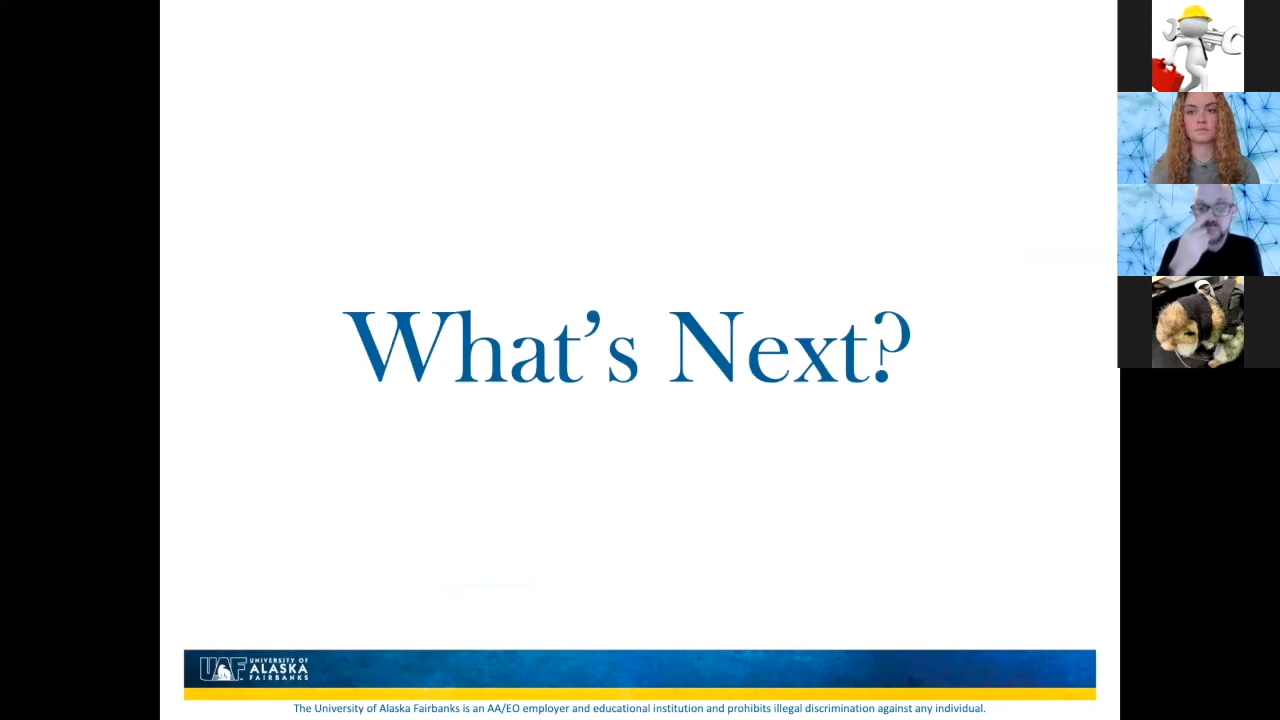 What’s Next?
UAF UNIVERSITY OF
ALASKA
FAIRBANKS
The University of Alaska Fairbanks is an AA/EO employer and educational institution and prohibits illegal discrimination against any individual.